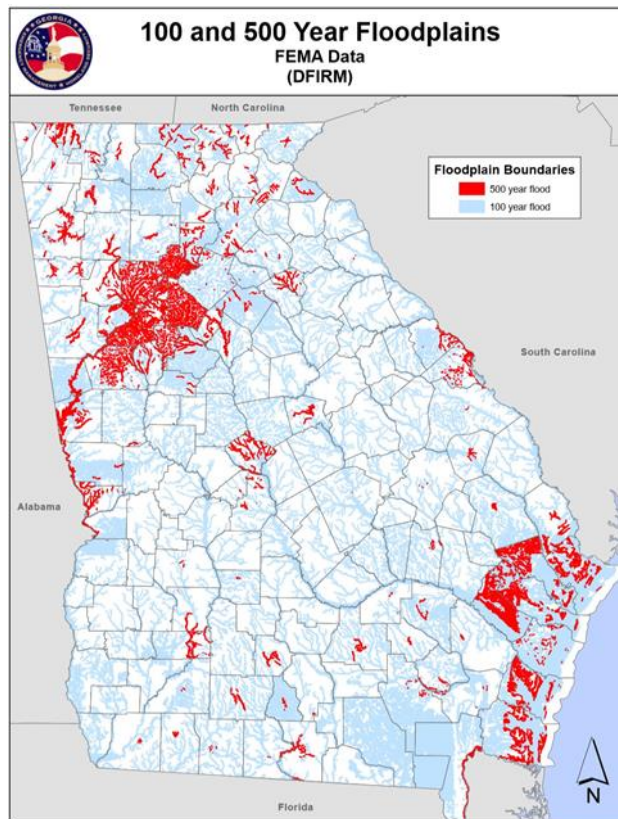 100 and 500 Year Floodplains
FEMA Data
(DFIRM)
GEORGIA
Tennessee
North Carolina
Floodplain Boundaries
500 year flood
100 year flood
South Carolina
Alabama
Florida
N